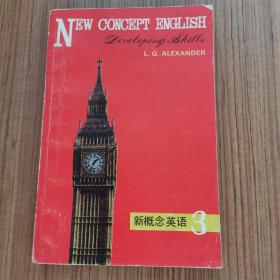 NEW CONCEPT ENGLISH
Developing Skills
L. G. ALEXANDER
新概念英语 3